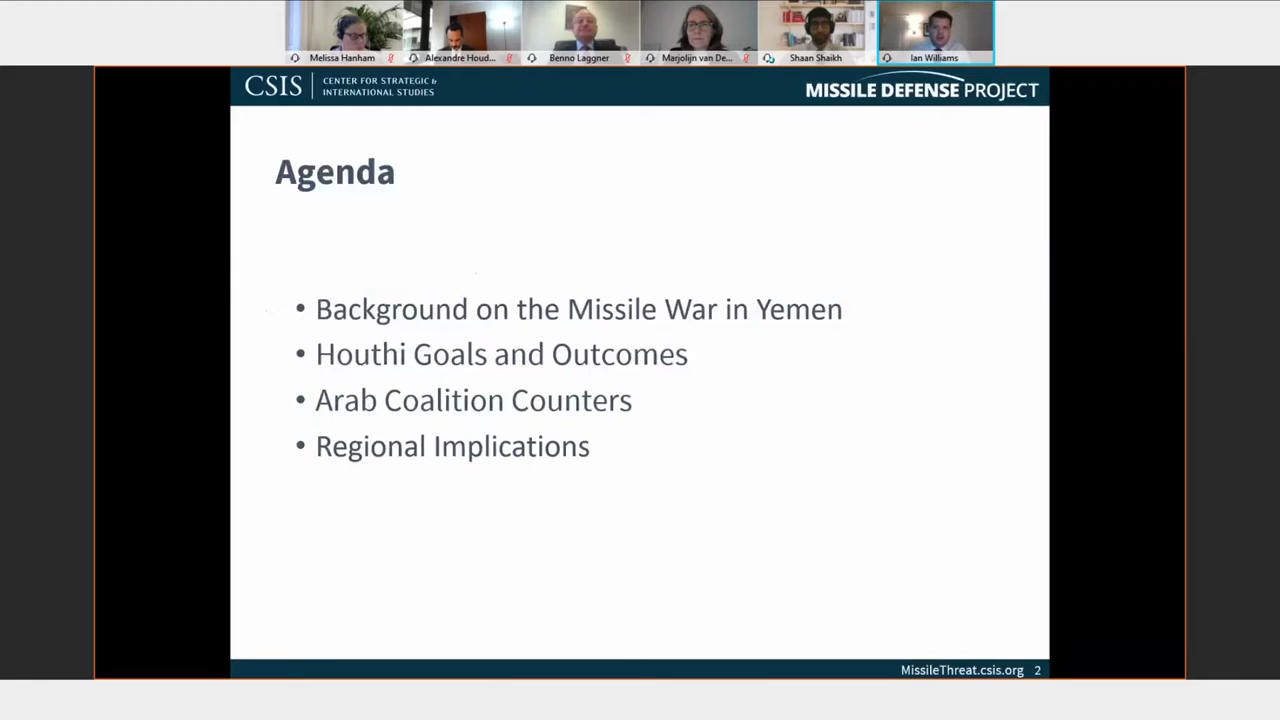 Melissa Hanham
Alexandre Houd...
Benno Laggner
Marjolijn van De...
Shaan Shaikh
Ian Williams
CSIS
CENTER FOR STRATEGIC &
INTERNATIONAL STUDIES
MISSILE DEFENSE PROJECT
Agenda
• Background on the Missile War in Yemen
• Houthi Goals and Outcomes
• Arab Coalition Counters
• Regional Implications
MissileThreat.csis.org 2